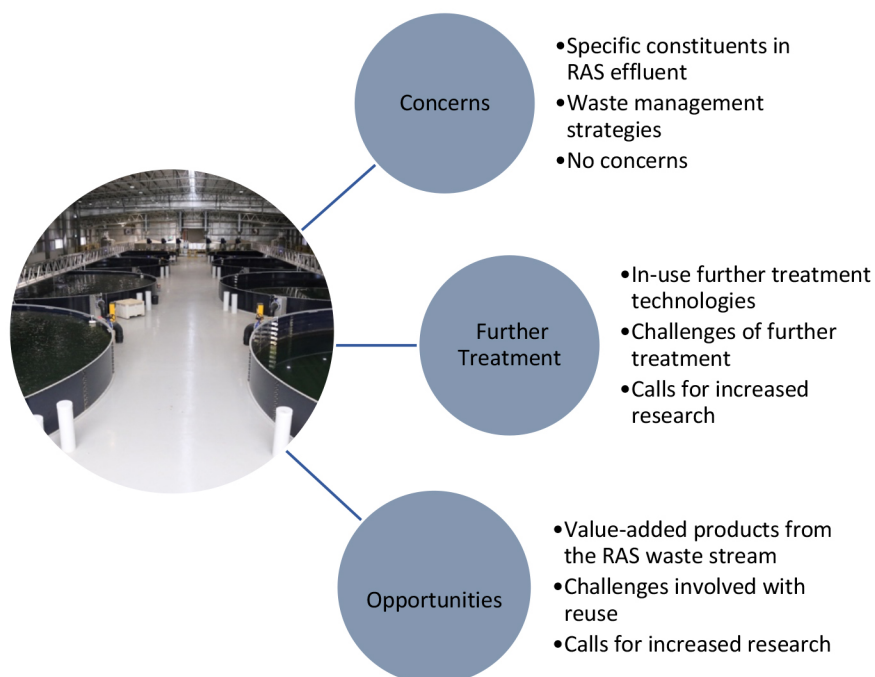 Concerns
•Specific constituents in
RAS effluent
•Waste management
strategies
•No concerns
Further
Treatment
•In-use further treatment
technologies
•Challenges of further
treatment
•Calls for increased
research
Opportunities
•Value-added products from
the RAS waste stream
•Challenges involved with
reuse
•Calls for increased research